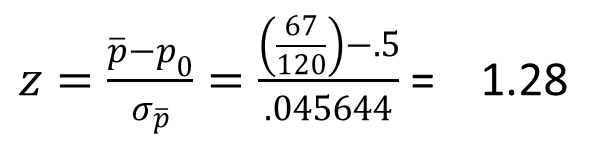 z = (p̄−p₀)/σ_p̄ = ((67/120)−.5)/.045644 = 1.28